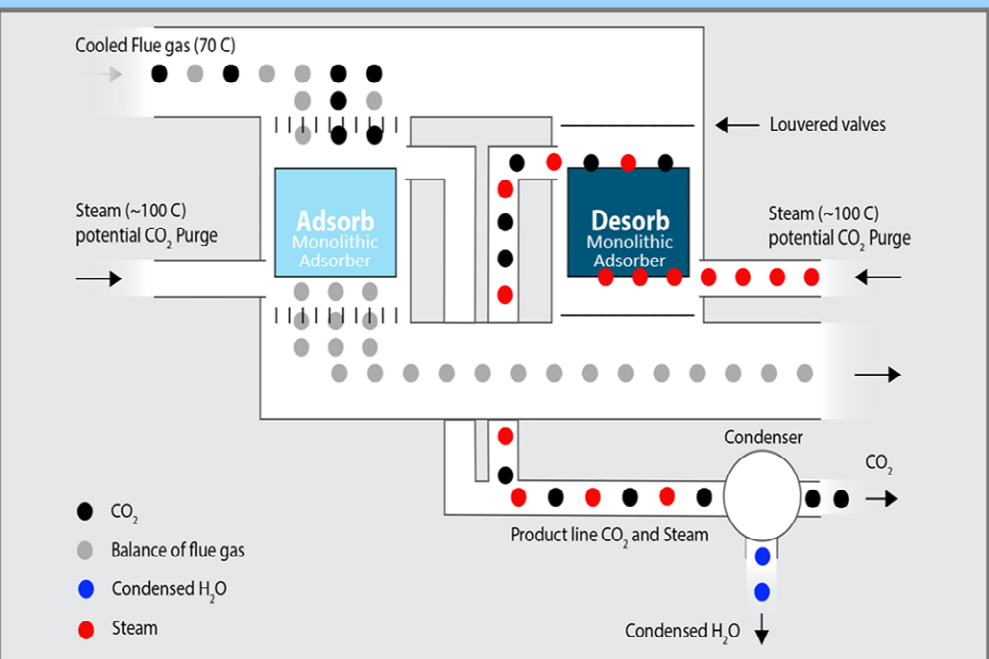 Cooled Flue gas (70 C)
Louvered valves
Steam (~100 C)
potential CO₂ Purge
Adsorb
Monolithic
Adsorber
Desorb
Monolithic
Adsorber
Steam (~100 C)
potential CO₂ Purge
Condenser
CO₂
Product line CO₂ and Steam
CO₂
Balance of flue gas
Condensed H₂O
Steam
Condensed H₂O